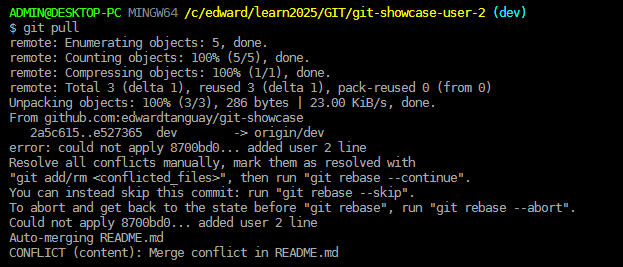 ADMIN@DESKTOP-PC MINGW64 /c/edward/learn2025/GIT/git-showcase-user-2 (dev)
$ git pull
remote: Enumerating objects: 5, done.
remote: Counting objects: 100% (5/5), done.
remote: Compressing objects: 100% (1/1), done.
remote: Total 3 (delta 1), reused 3 (delta 1), pack-reused 0 (from 0)
Unpacking objects: 100% (3/3), 286 bytes | 23.00 KiB/s, done.
From github.com:edwardtanguay/git-showcase
   2a5c615..e527365  dev        -> origin/dev
error: could not apply 8700bd0... added user 2 line
Resolve all conflicts manually, mark them as resolved with
"git add/rm <conflicted_files>", then run "git rebase --continue".
You can instead skip this commit: run "git rebase --skip".
To abort and get back to the state before "git rebase", run "git rebase --abort".
Could not apply 8700bd0... added user 2 line
Auto-merging README.md
CONFLICT (content): Merge conflict in README.md